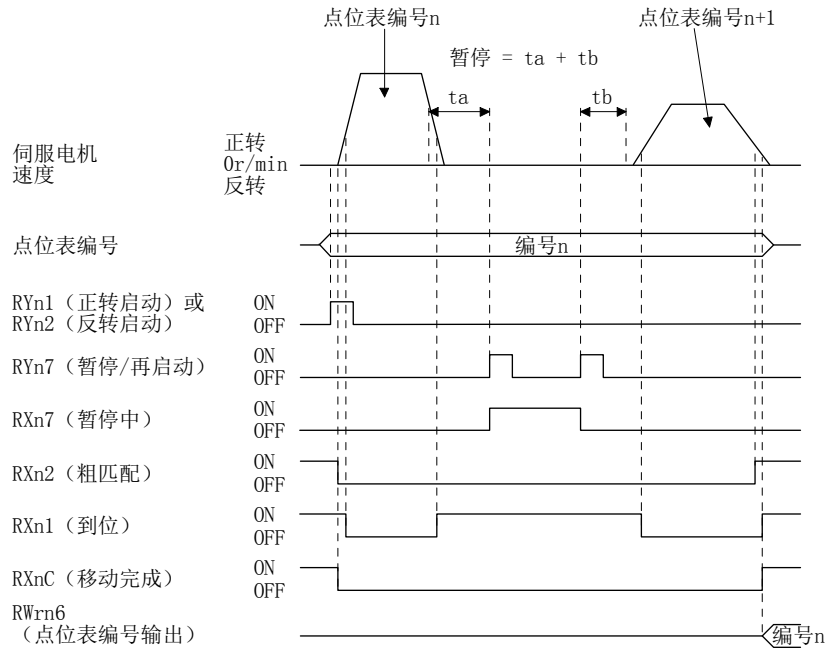 点位表编号n
点位表编号n+1
暂停 = ta + tb
ta
tb
伺服电机
速度
正转
0r/min
反转
点位表编号
编号n
RYn1（正转启动）或
RYn2（反转启动）
ON
OFF
RYn7（暂停/再启动）
ON
OFF
RXn7（暂停中）
ON
OFF
RXn2（粗匹配）
ON
OFF
RXn1（到位）
ON
OFF
RXnC（移动完成）
ON
OFF
RWrn6
（点位表编号输出）
编号n